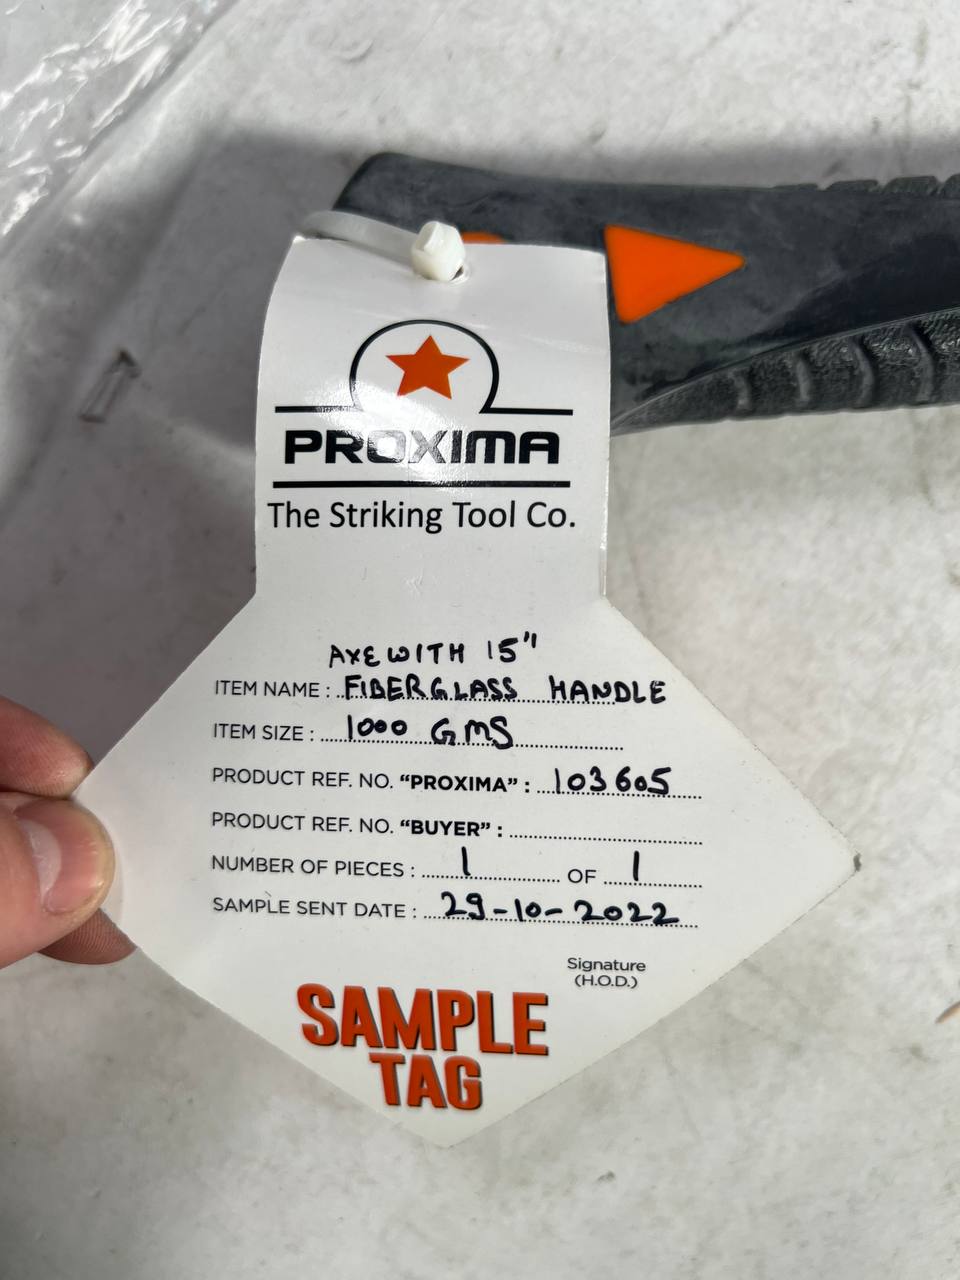 PROXIMA
The Striking Tool Co.
AXE WITH 15"
ITEM NAME : FIBERGLASS HANDLE
ITEM SIZE : 1000 GMS
PRODUCT REF. NO. “PROXIMA” : 103605
PRODUCT REF. NO. “BUYER” :
NUMBER OF PIECES : 1 OF 1
SAMPLE SENT DATE : 29-10-2022
Signature
(H.O.D.)
SAMPLE
TAG